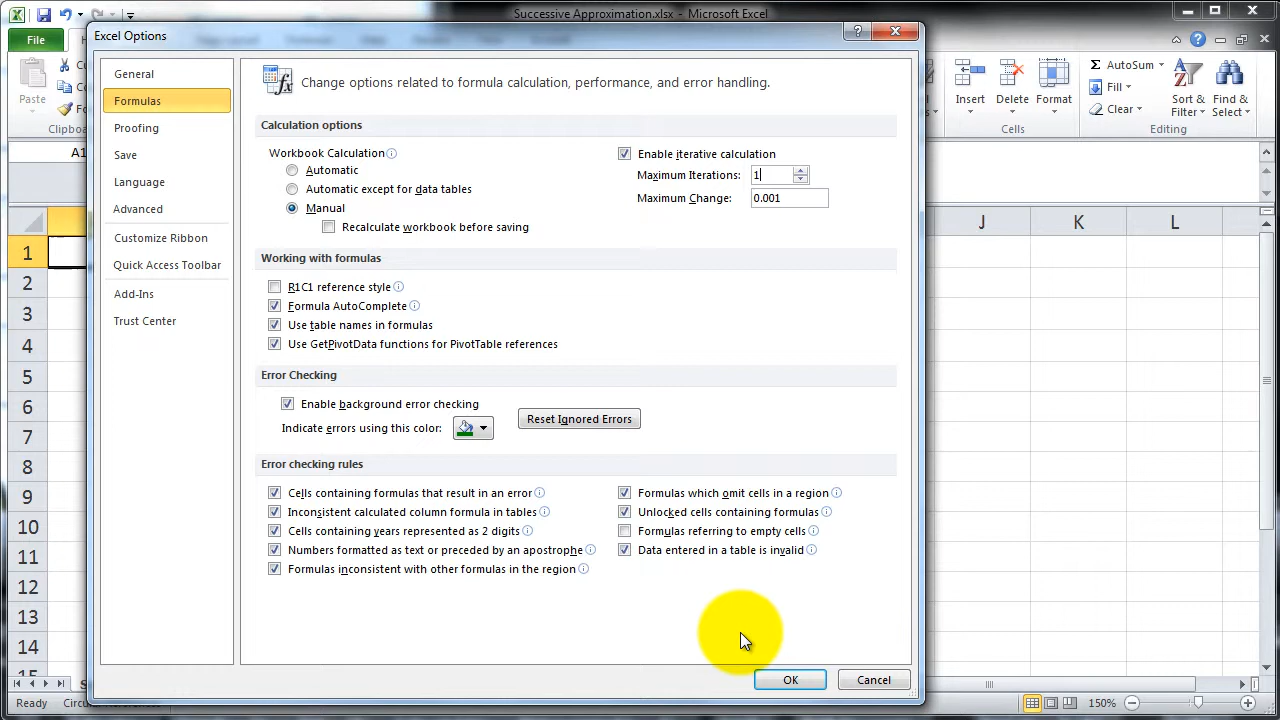 Successive Approximation.xlsx - Microsoft Excel
Excel Options
File
Paste
Clipb
Insert
Delete
Format
Cells
AutoSum
Fill
Clear
Sort & Filter
Find & Select
Editing
General
Formulas
Proofing
Save
Language
Advanced
Customize Ribbon
Quick Access Toolbar
Add-Ins
Trust Center
Change options related to formula calculation, performance, and error handling.
Calculation options
Workbook Calculation
Automatic
Automatic except for data tables
Manual
Recalculate workbook before saving
Enable iterative calculation
Maximum Iterations: 1
Maximum Change: 0.001
Working with formulas
R1C1 reference style
Formula AutoComplete
Use table names in formulas
Use GetPivotData functions for PivotTable references
Error Checking
Enable background error checking
Indicate errors using this color:
Reset Ignored Errors
Error checking rules
Cells containing formulas that result in an error
Inconsistent calculated column formula in tables
Cells containing years represented as 2 digits
Numbers formatted as text or preceded by an apostrophe
Formulas inconsistent with other formulas in the region
Formulas which omit cells in a region
Unlocked cells containing formulas
Formulas referring to empty cells
Data entered in a table is invalid
OK
Cancel
A1
J K L
1
2
3
4
5
6
7
8
9
10
11
12
13
14
15
Ready
Circu
150%